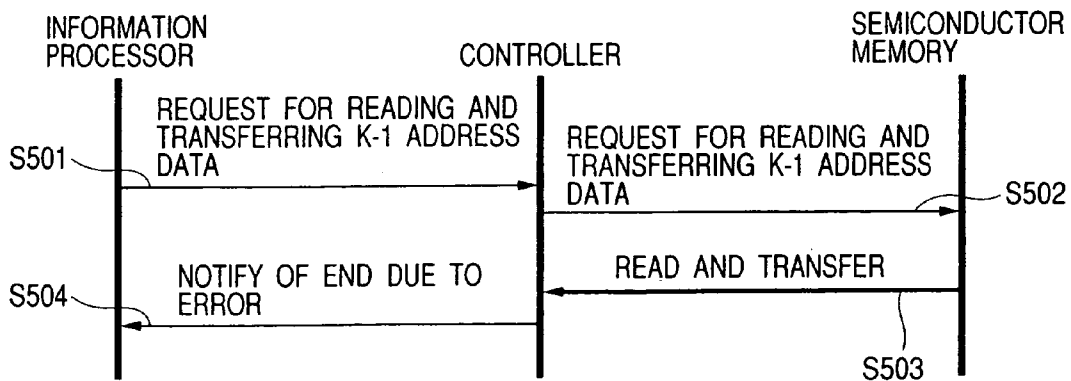 INFORMATION
PROCESSOR
CONTROLLER
SEMICONDUCTOR
MEMORY
REQUEST FOR READING AND
TRANSFERRING K-1 ADDRESS
DATA
S501
REQUEST FOR READING AND
TRANSFERRING K-1 ADDRESS
DATA
S502
READ AND TRANSFER
S503
NOTIFY OF END DUE TO
ERROR
S504